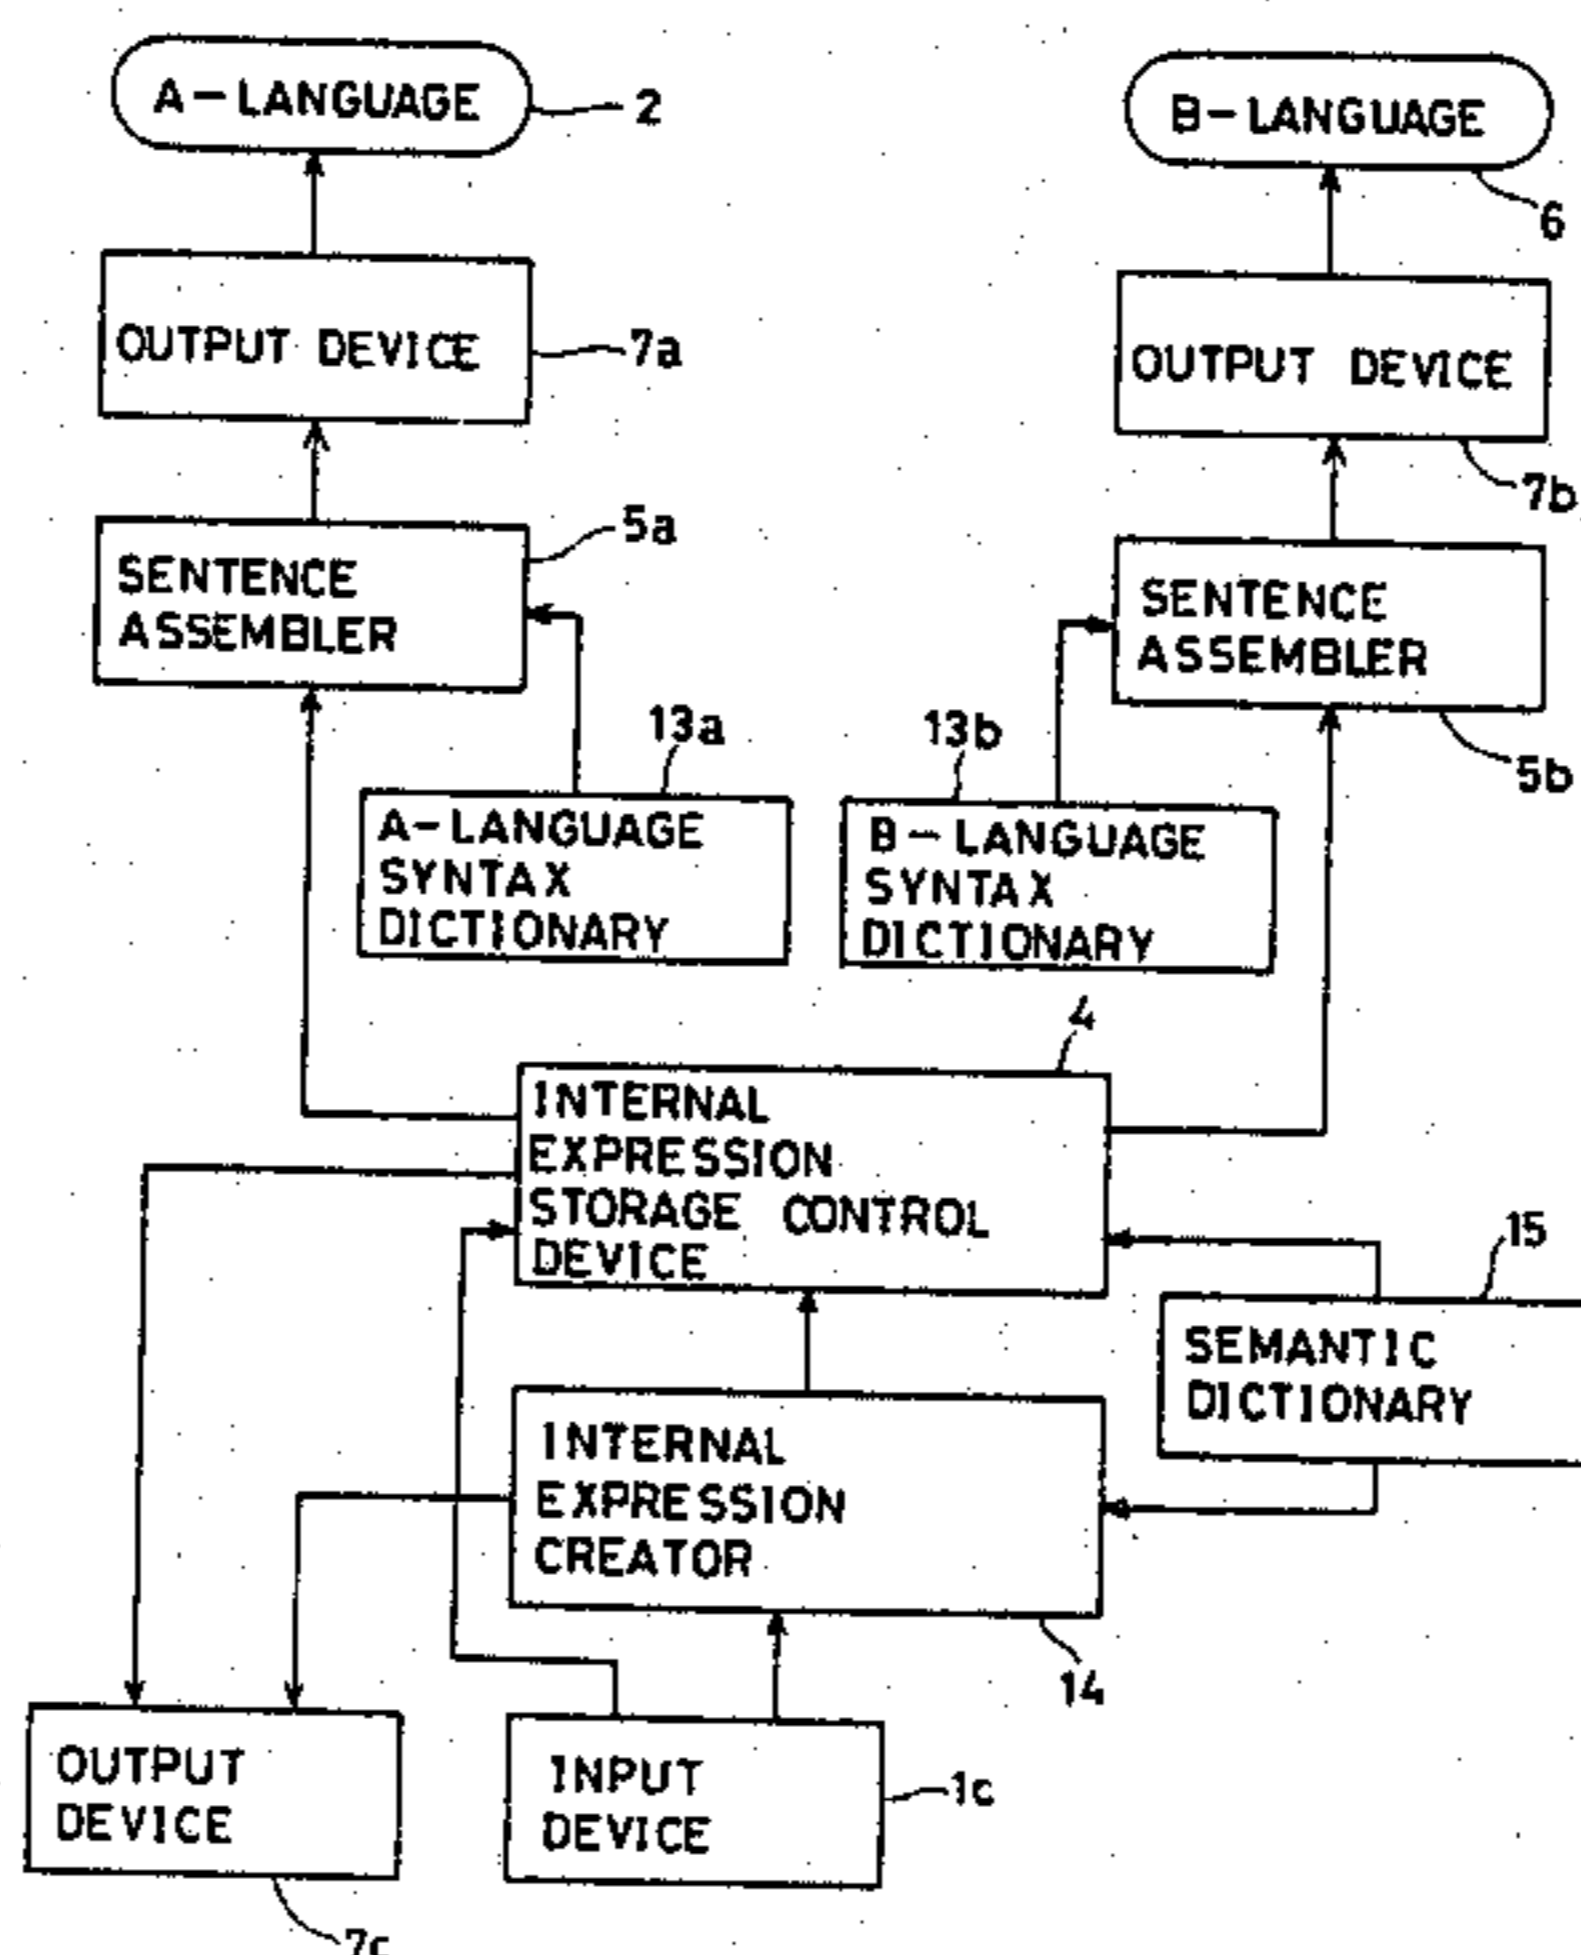 A-LANGUAGE
2
B-LANGUAGE
6
OUTPUT DEVICE
7a
OUTPUT DEVICE
7b
SENTENCE
ASSEMBLER
5a
SENTENCE
ASSEMBLER
5b
13a
A-LANGUAGE
SYNTAX
DICTIONARY
13b
B-LANGUAGE
SYNTAX
DICTIONARY
4
INTERNAL
EXPRESSION
STORAGE CONTROL
DEVICE
15
SEMANTIC
DICTIONARY
INTERNAL
EXPRESSION
CREATOR
14
OUTPUT
DEVICE
7c
INPUT
DEVICE
1c